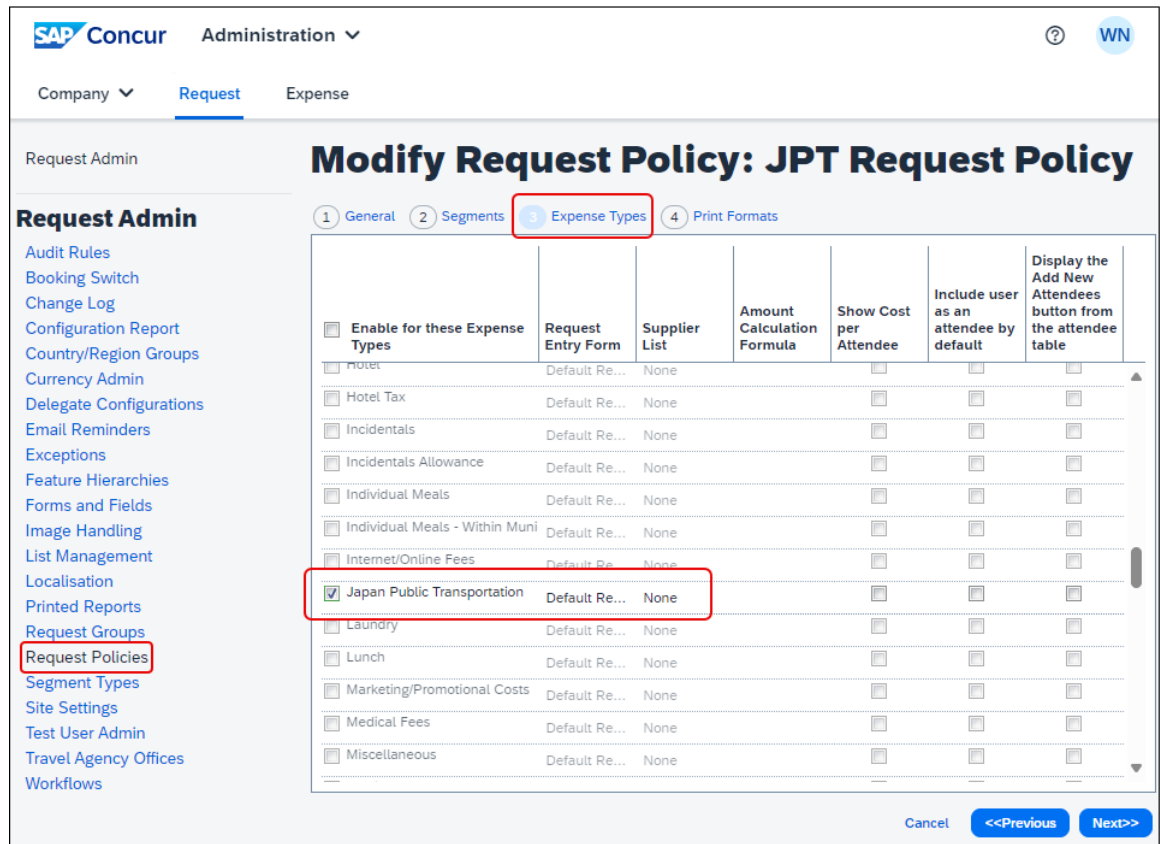 SAP Concur Administration
WN
Company Request Expense
Request Admin
Modify Request Policy: JPT Request Policy
Request Admin
1 General 2 Segments 3 Expense Types 4 Print Formats
Audit Rules
Booking Switch
Change Log
Configuration Report
Country/Region Groups
Currency Admin
Delegate Configurations
Email Reminders
Exceptions
Feature Hierarchies
Forms and Fields
Image Handling
List Management
Localisation
Printed Reports
Request Groups
Request Policies
Segment Types
Site Settings
Test User Admin
Travel Agency Offices
Workflows
Enable for these Expense
Types
Request
Entry Form
Supplier
List
Amount
Calculation
Formula
Show Cost
per
Attendee
Include user
as an
attendee by
default
Display the
Add New
Attendees
button from
the attendee
table
Hotel Default Re... None
Hotel Tax Default Re... None
Incidentals Default Re... None
Incidentals Allowance Default Re... None
Individual Meals Default Re... None
Individual Meals - Within Muni Default Re... None
Internet/Online Fees Default Re... None
Japan Public Transportation Default Re... None
Laundry Default Re... None
Lunch Default Re... None
Marketing/Promotional Costs Default Re... None
Medical Fees Default Re... None
Miscellaneous Default Re... None
Cancel <<Previous Next>>